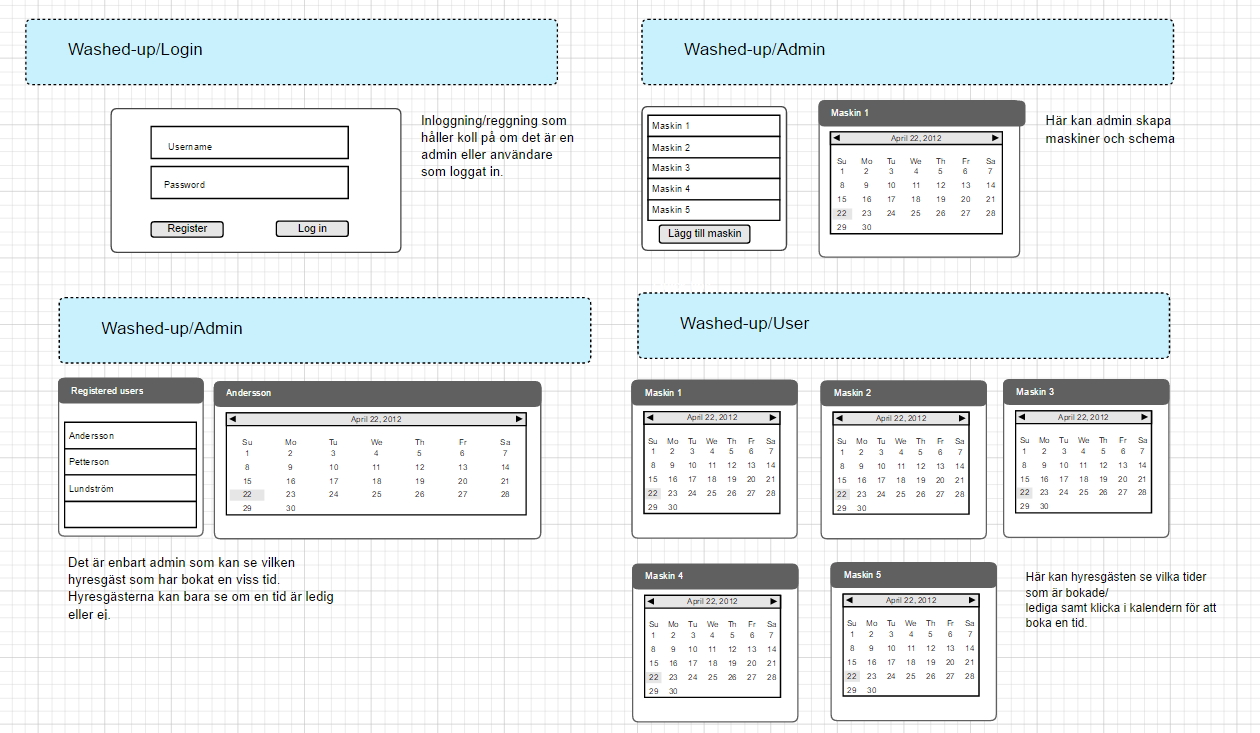 Washed-up/Login
Username
Password
Register
Log in
Inloggning/reggning som
håller koll på om det är en
admin eller användare
som loggat in.
Washed-up/Admin
Maskin 1
Maskin 2
Maskin 3
Maskin 4
Maskin 5
Lägg till maskin
Maskin 1
April 22, 2012
Su Mo Tu We Th Fr Sa
1 2 3 4 5 6 7
8 9 10 11 12 13 14
15 16 17 18 19 20 21
22 23 24 25 26 27 28
29 30
Här kan admin skapa
maskiner och schema
Washed-up/Admin
Registered users
Andersson
Petterson
Lundström
Andersson
April 22, 2012
Su Mo Tu We Th Fr Sa
1 2 3 4 5 6 7
8 9 10 11 12 13 14
15 16 17 18 19 20 21
22 23 24 25 26 27 28
29 30
Det är enbart admin som kan se vilken
hyresgäst som har bokat en viss tid.
Hyresgästerna kan bara se om en tid är ledig
eller ej.
Washed-up/User
Maskin 1
April 22, 2012
Su Mo Tu We Th Fr Sa
1 2 3 4 5 6 7
8 9 10 11 12 13 14
15 16 17 18 19 20 21
22 23 24 25 26 27 28
29 30
Maskin 2
April 22, 2012
Su Mo Tu We Th Fr Sa
1 2 3 4 5 6 7
8 9 10 11 12 13 14
15 16 17 18 19 20 21
22 23 24 25 26 27 28
29 30
Maskin 3
April 22, 2012
Su Mo Tu We Th Fr Sa
1 2 3 4 5 6 7
8 9 10 11 12 13 14
15 16 17 18 19 20 21
22 23 24 25 26 27 28
29 30
Maskin 4
April 22, 2012
Su Mo Tu We Th Fr Sa
1 2 3 4 5 6 7
8 9 10 11 12 13 14
15 16 17 18 19 20 21
22 23 24 25 26 27 28
29 30
Maskin 5
April 22, 2012
Su Mo Tu We Th Fr Sa
1 2 3 4 5 6 7
8 9 10 11 12 13 14
15 16 17 18 19 20 21
22 23 24 25 26 27 28
29 30
Här kan hyresgästen se vilka tider
som är bokade/
lediga samt klicka i kalendern för att
boka en tid.